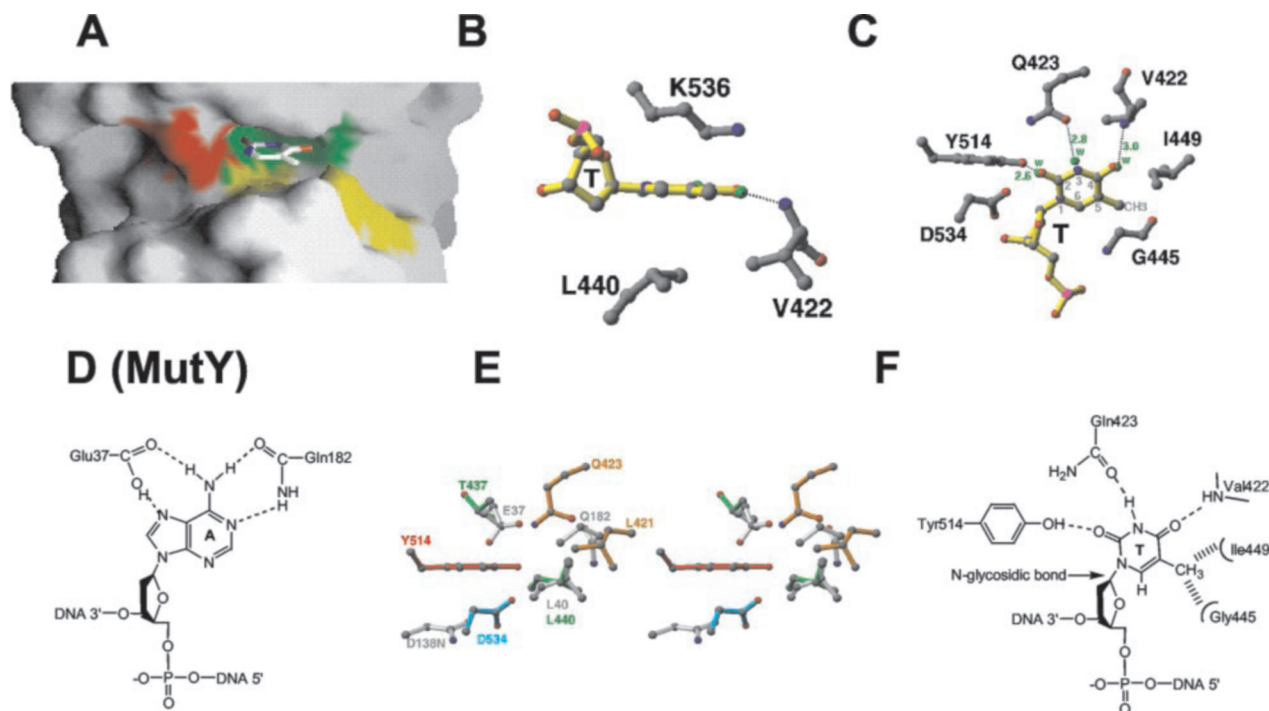 A
B
C
K536
T
L440
V422
Q423
V422
I449
Y514
2.8
3.0
w
w
w
2.6
2
3
4
1
6
5
CH3
D534
T
G445
D (MutY)
E
F
Glu37
C
O
H
H
O
C
Gln182
O
H
N
NH
N
N
A
N
N
DNA 3'
O
O
O
-O
P
O
DNA 5'
O
T437
Q423
E37
Q182
L421
Y514
L40
L440
D138N
D534
Gln423
H2N
C
O
H
Val422
HN
Tyr514
OH
O
N
O
T
N
CH3
Ile449
N-glycosidic bond
H
Gly445
O
DNA 3'
O
O
-O
P
O
DNA 5'
O